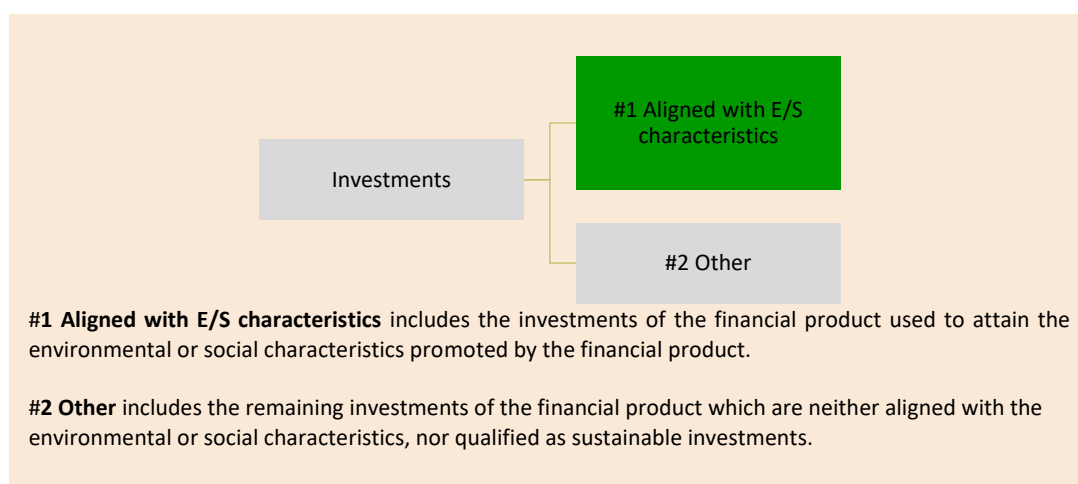 #1 Aligned with E/S
characteristics
Investments
#2 Other
#1 Aligned with E/S characteristics includes the investments of the financial product used to attain the
environmental or social characteristics promoted by the financial product.
#2 Other includes the remaining investments of the financial product which are neither aligned with the
environmental or social characteristics, nor qualified as sustainable investments.